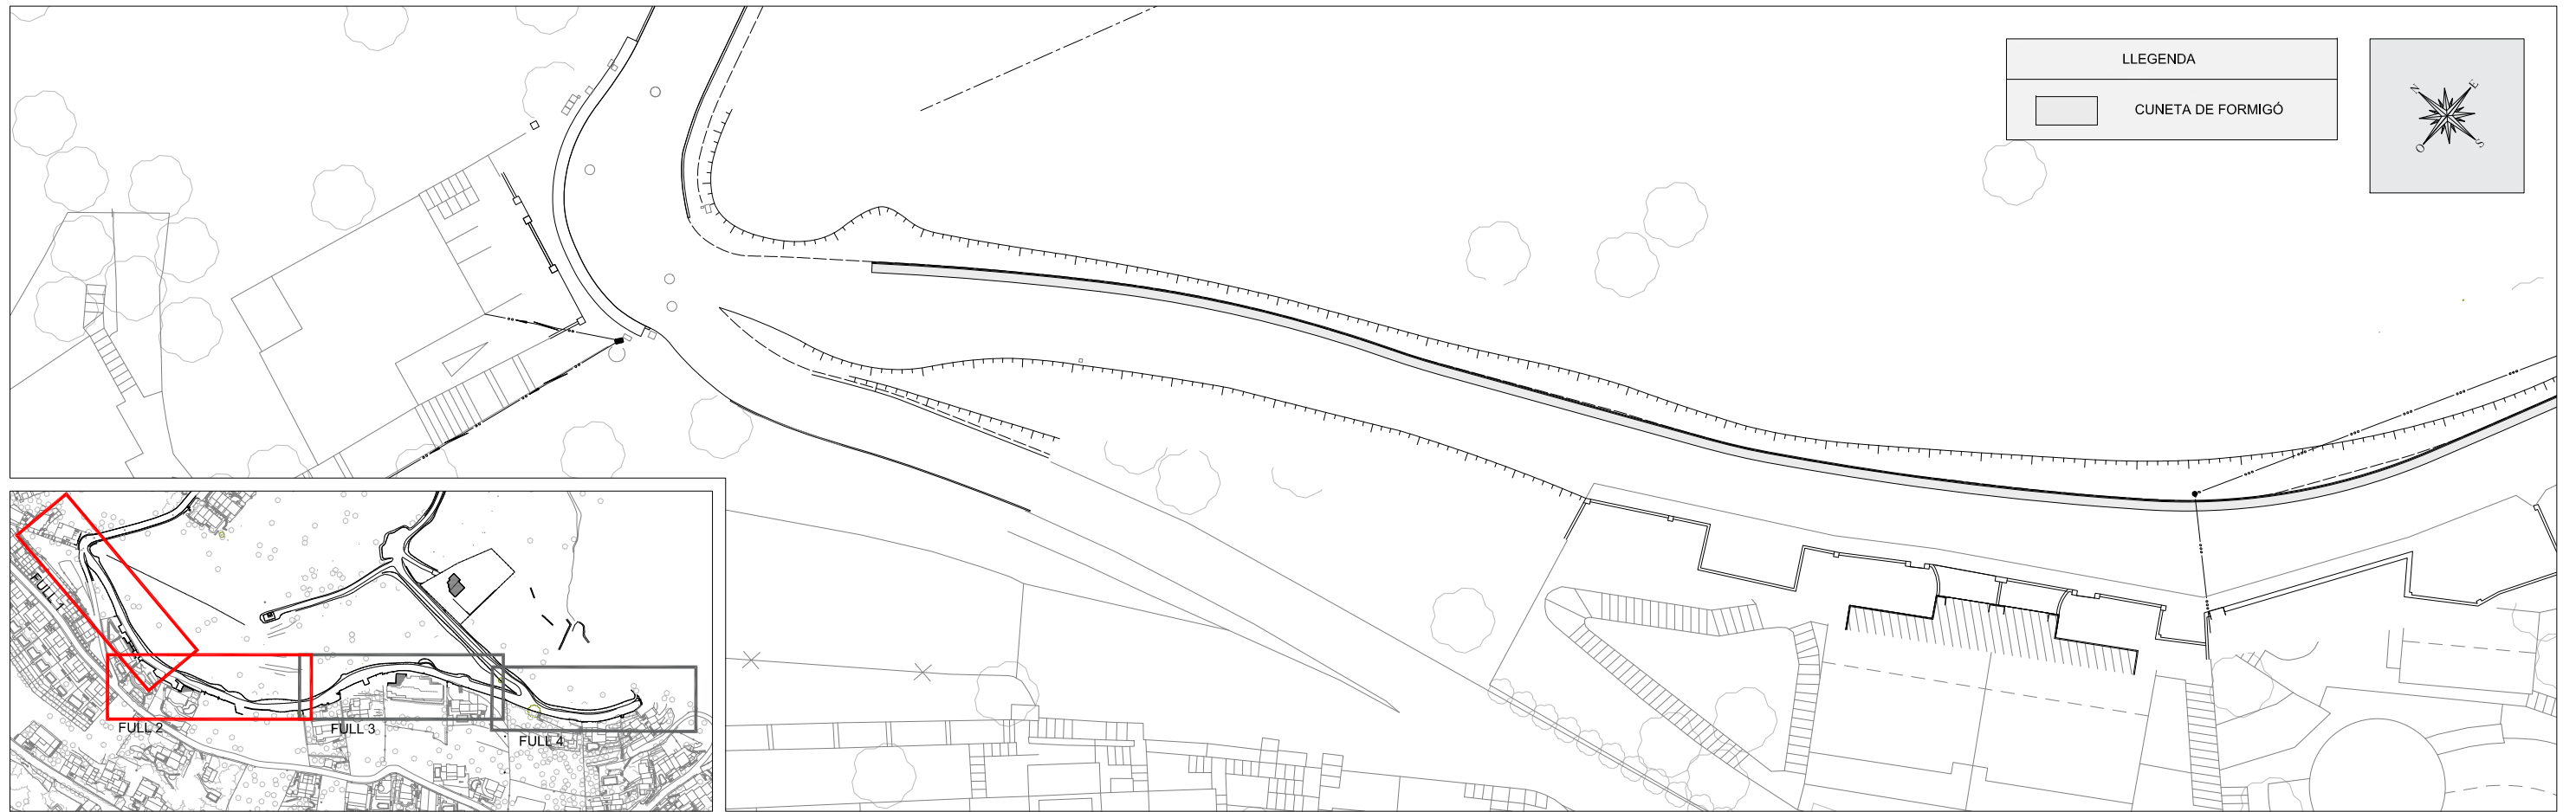 LLEGENDA
CUNETA DE FORMIGÓ
N
E
O
S
FULL 1
FULL 2
FULL 3
FULL 4